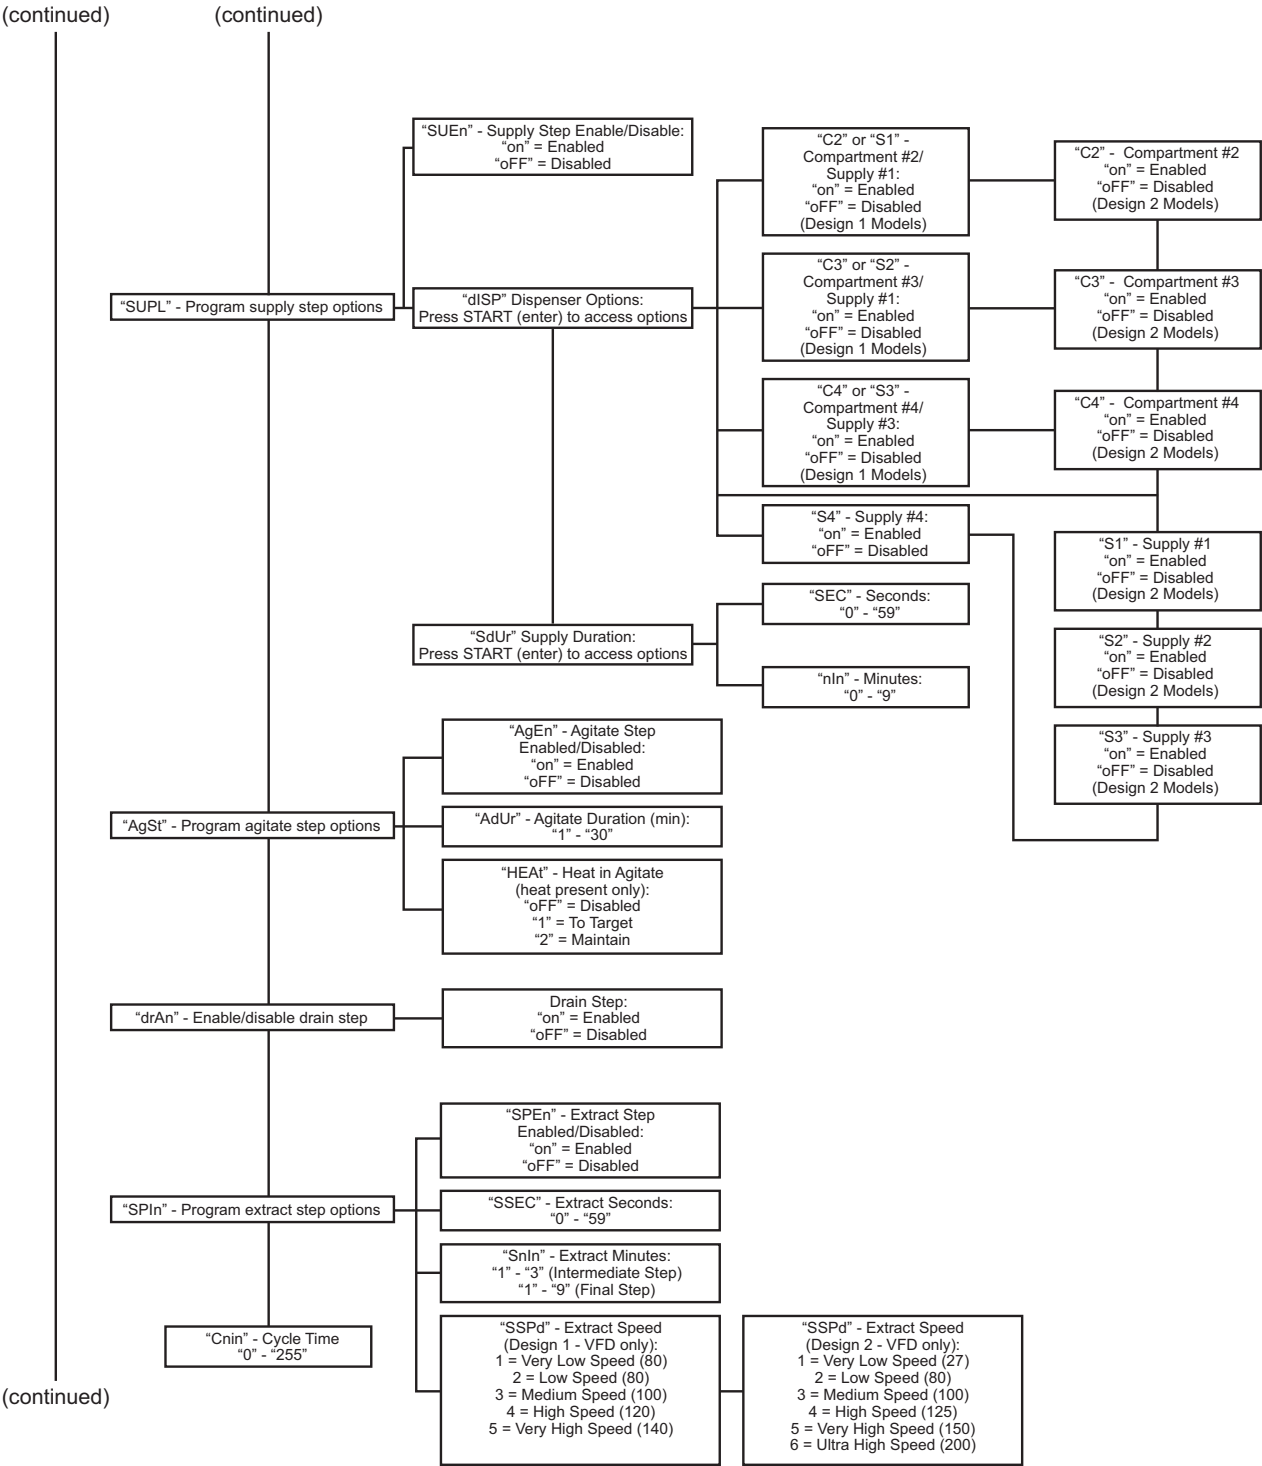 (continued)
(continued)
“SUEn” - Supply Step Enable/Disable:
“on” = Enabled
“oFF” = Disabled
“C2” or “S1” -
Compartment #2/
Supply #1:
“on” = Enabled
“oFF” = Disabled
(Design 1 Models)
“C2” - Compartment #2
“on” = Enabled
“oFF” = Disabled
(Design 2 Models)
“SUPL” - Program supply step options
“dISP” Dispenser Options:
Press START (enter) to access options
“C3” or “S2” -
Compartment #3/
Supply #1:
“on” = Enabled
“oFF” = Disabled
(Design 1 Models)
“C3” - Compartment #3
“on” = Enabled
“oFF” = Disabled
(Design 2 Models)
“C4” or “S3” -
Compartment #4/
Supply #3:
“on” = Enabled
“oFF” = Disabled
(Design 1 Models)
“C4” - Compartment #4
“on” = Enabled
“oFF” = Disabled
(Design 2 Models)
“S4” - Supply #4:
“on” = Enabled
“oFF” = Disabled
“S1” - Supply #1
“on” = Enabled
“oFF” = Disabled
(Design 2 Models)
“SdUr” Supply Duration:
Press START (enter) to access options
“SEC” - Seconds:
“0” - “59”
“nIn” - Minutes:
“0” - “9”
“S2” - Supply #2
“on” = Enabled
“oFF” = Disabled
(Design 2 Models)
“S3” - Supply #3
“on” = Enabled
“oFF” = Disabled
(Design 2 Models)
“AgSt” - Program agitate step options
“AgEn” - Agitate Step
Enabled/Disabled:
“on” = Enabled
“oFF” = Disabled
“AdUr” - Agitate Duration (min):
“1” - “30”
“HEAt” - Heat in Agitate
(heat present only):
“oFF” = Disabled
“1” = To Target
“2” = Maintain
“drAn” - Enable/disable drain step
Drain Step:
“on” = Enabled
“oFF” = Disabled
“SPIn” - Program extract step options
“SPEn” - Extract Step
Enabled/Disabled:
“on” = Enabled
“oFF” = Disabled
“SSEC” - Extract Seconds:
“0” - “59”
“SnIn” - Extract Minutes:
“1” - “3” (Intermediate Step)
“1” - “9” (Final Step)
“SSPd” - Extract Speed
(Design 1 - VFD only):
1 = Very Low Speed (80)
2 = Low Speed (80)
3 = Medium Speed (100)
4 = High Speed (120)
5 = Very High Speed (140)
“SSPd” - Extract Speed
(Design 2 - VFD only):
1 = Very Low Speed (27)
2 = Low Speed (80)
3 = Medium Speed (100)
4 = High Speed (125)
5 = Very High Speed (150)
6 = Ultra High Speed (200)
“Cnin” - Cycle Time
“0” - “255”
(continued)